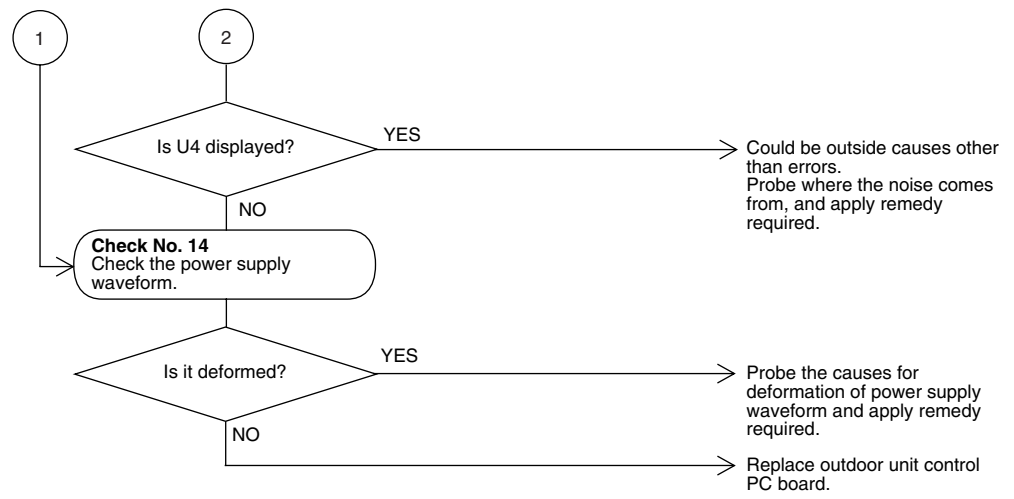 1
2
Is U4 displayed?
YES
Could be outside causes other
than errors.
Probe where the noise comes
from, and apply remedy
required.
NO
Check No. 14
Check the power supply
waveform.
Is it deformed?
YES
Probe the causes for
deformation of power supply
waveform and apply remedy
required.
NO
Replace outdoor unit control
PC board.